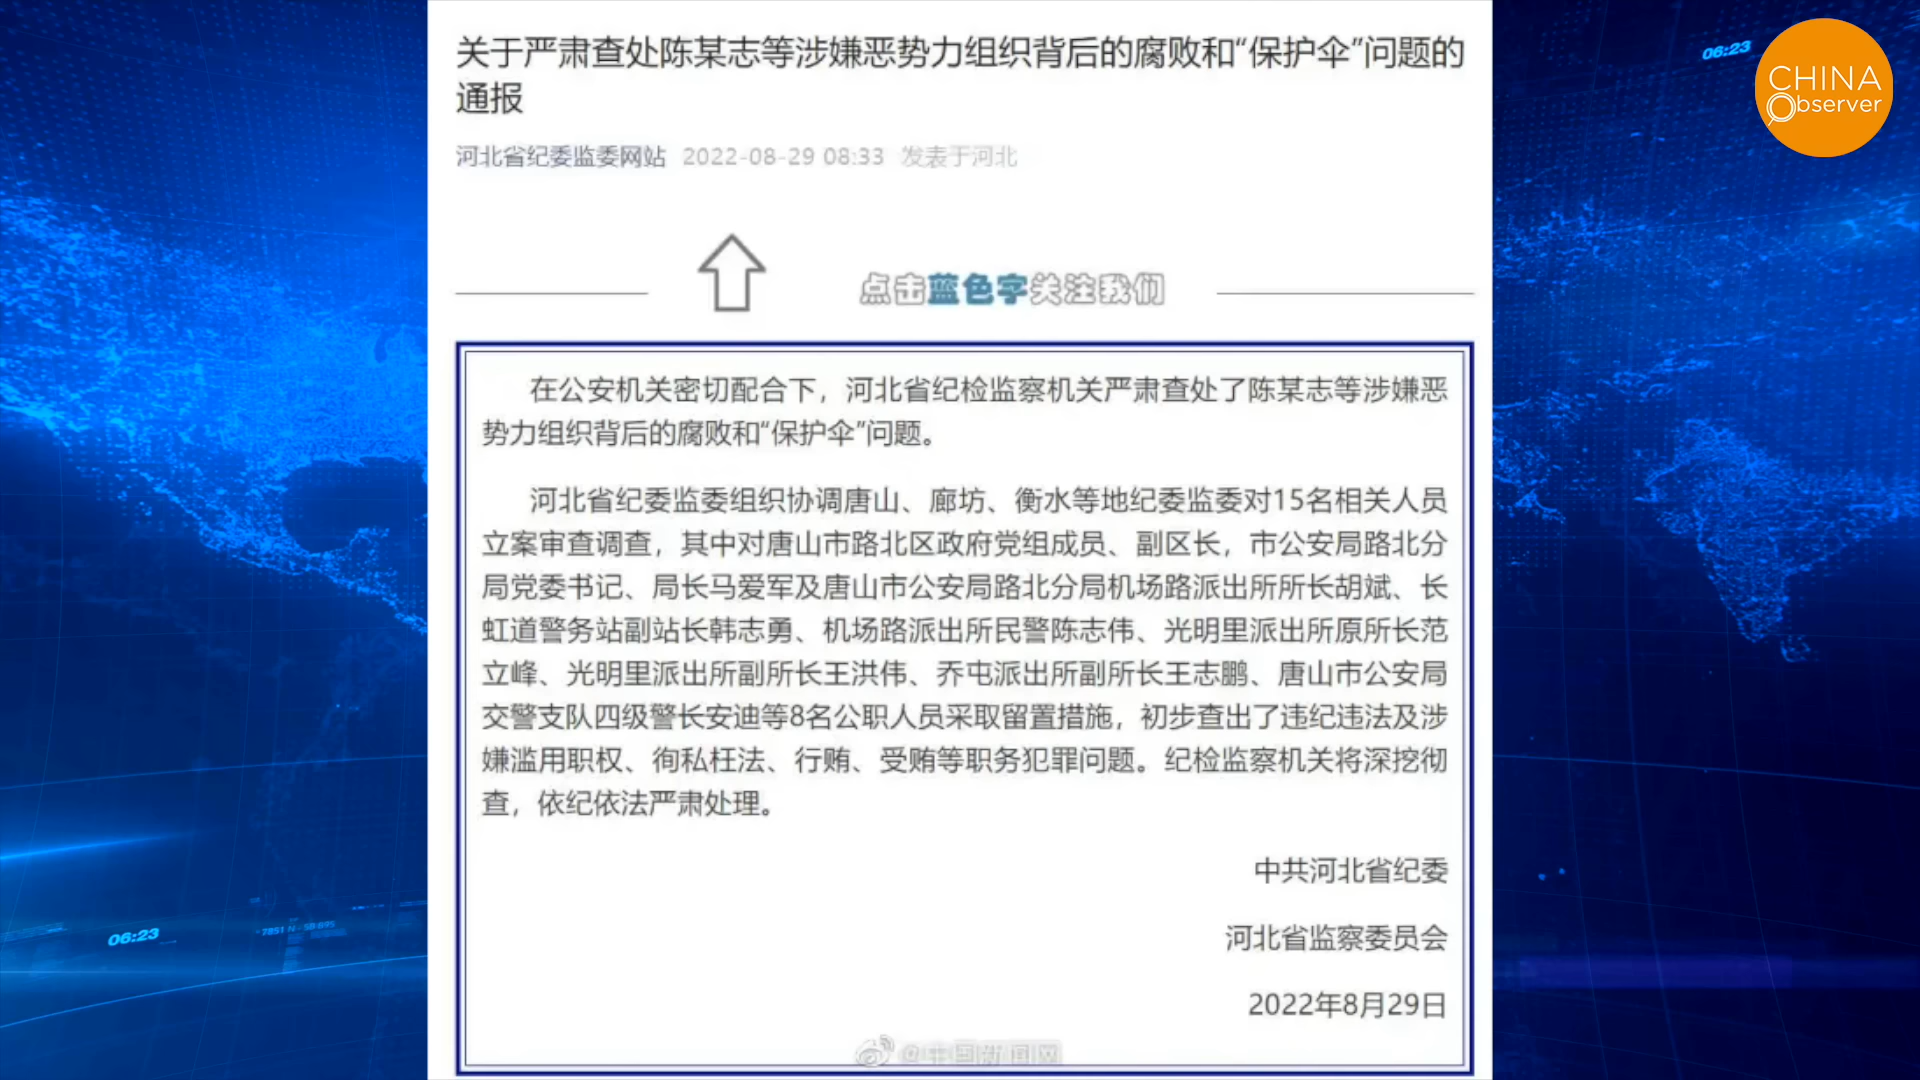 关于严肃查处陈某志等涉嫌恶势力组织背后的腐败和“保护伞”问题的
通报
河北省纪委监委网站 2022-08-29 08:33 发表于河北
点击蓝色字关注我们
在公安机关密切配合下，河北省纪检监察机关严肃查处了陈某志等涉嫌恶
势力组织背后的腐败和“保护伞”问题。
河北省纪委监委组织协调唐山、廊坊、衡水等地纪委监委对15名相关人员
立案审查调查，其中对唐山市路北区政府党组成员、副区长，市公安局路北分
局党委书记、局长马爱军及唐山市公安局路北分局机场路派出所所长胡斌、长
虹道警务站副站长韩志勇、机场路派出所民警陈志伟、光明里派出所原所长范
立峰、光明里派出所副所长王洪伟、乔屯派出所副所长王志鹏、唐山市公安局
交警支队四级警长安迪等8名公职人员采取留置措施，初步查出了违纪违法及涉
嫌滥用职权、徇私枉法、行贿、受贿等职务犯罪问题。纪检监察机关将深挖彻
查，依纪依法严肃处理。
中共河北省纪委
河北省监察委员会
2022年8月29日
@中国新闻网
06:23
CHINA
Observer
06:23